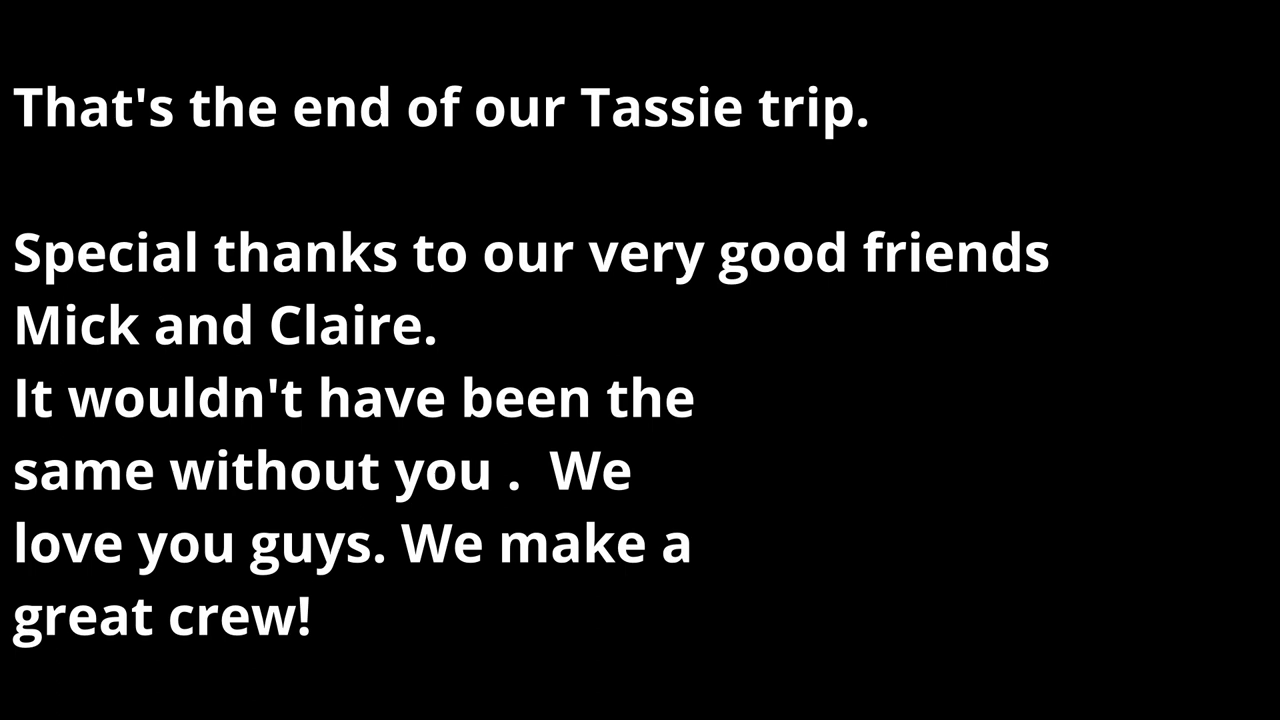 That's the end of our Tassie trip.
Special thanks to our very good friends
Mick and Claire.
It wouldn't have been the
same without you .  We
love you guys. We make a
great crew!